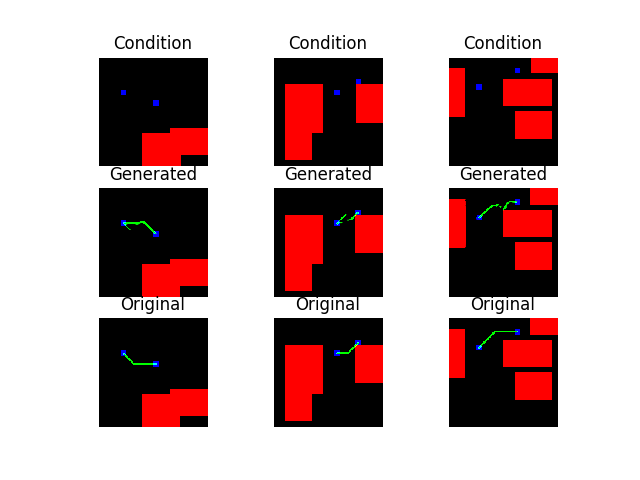 Condition Condition Condition
Generated Generated Generated
Original Original Original